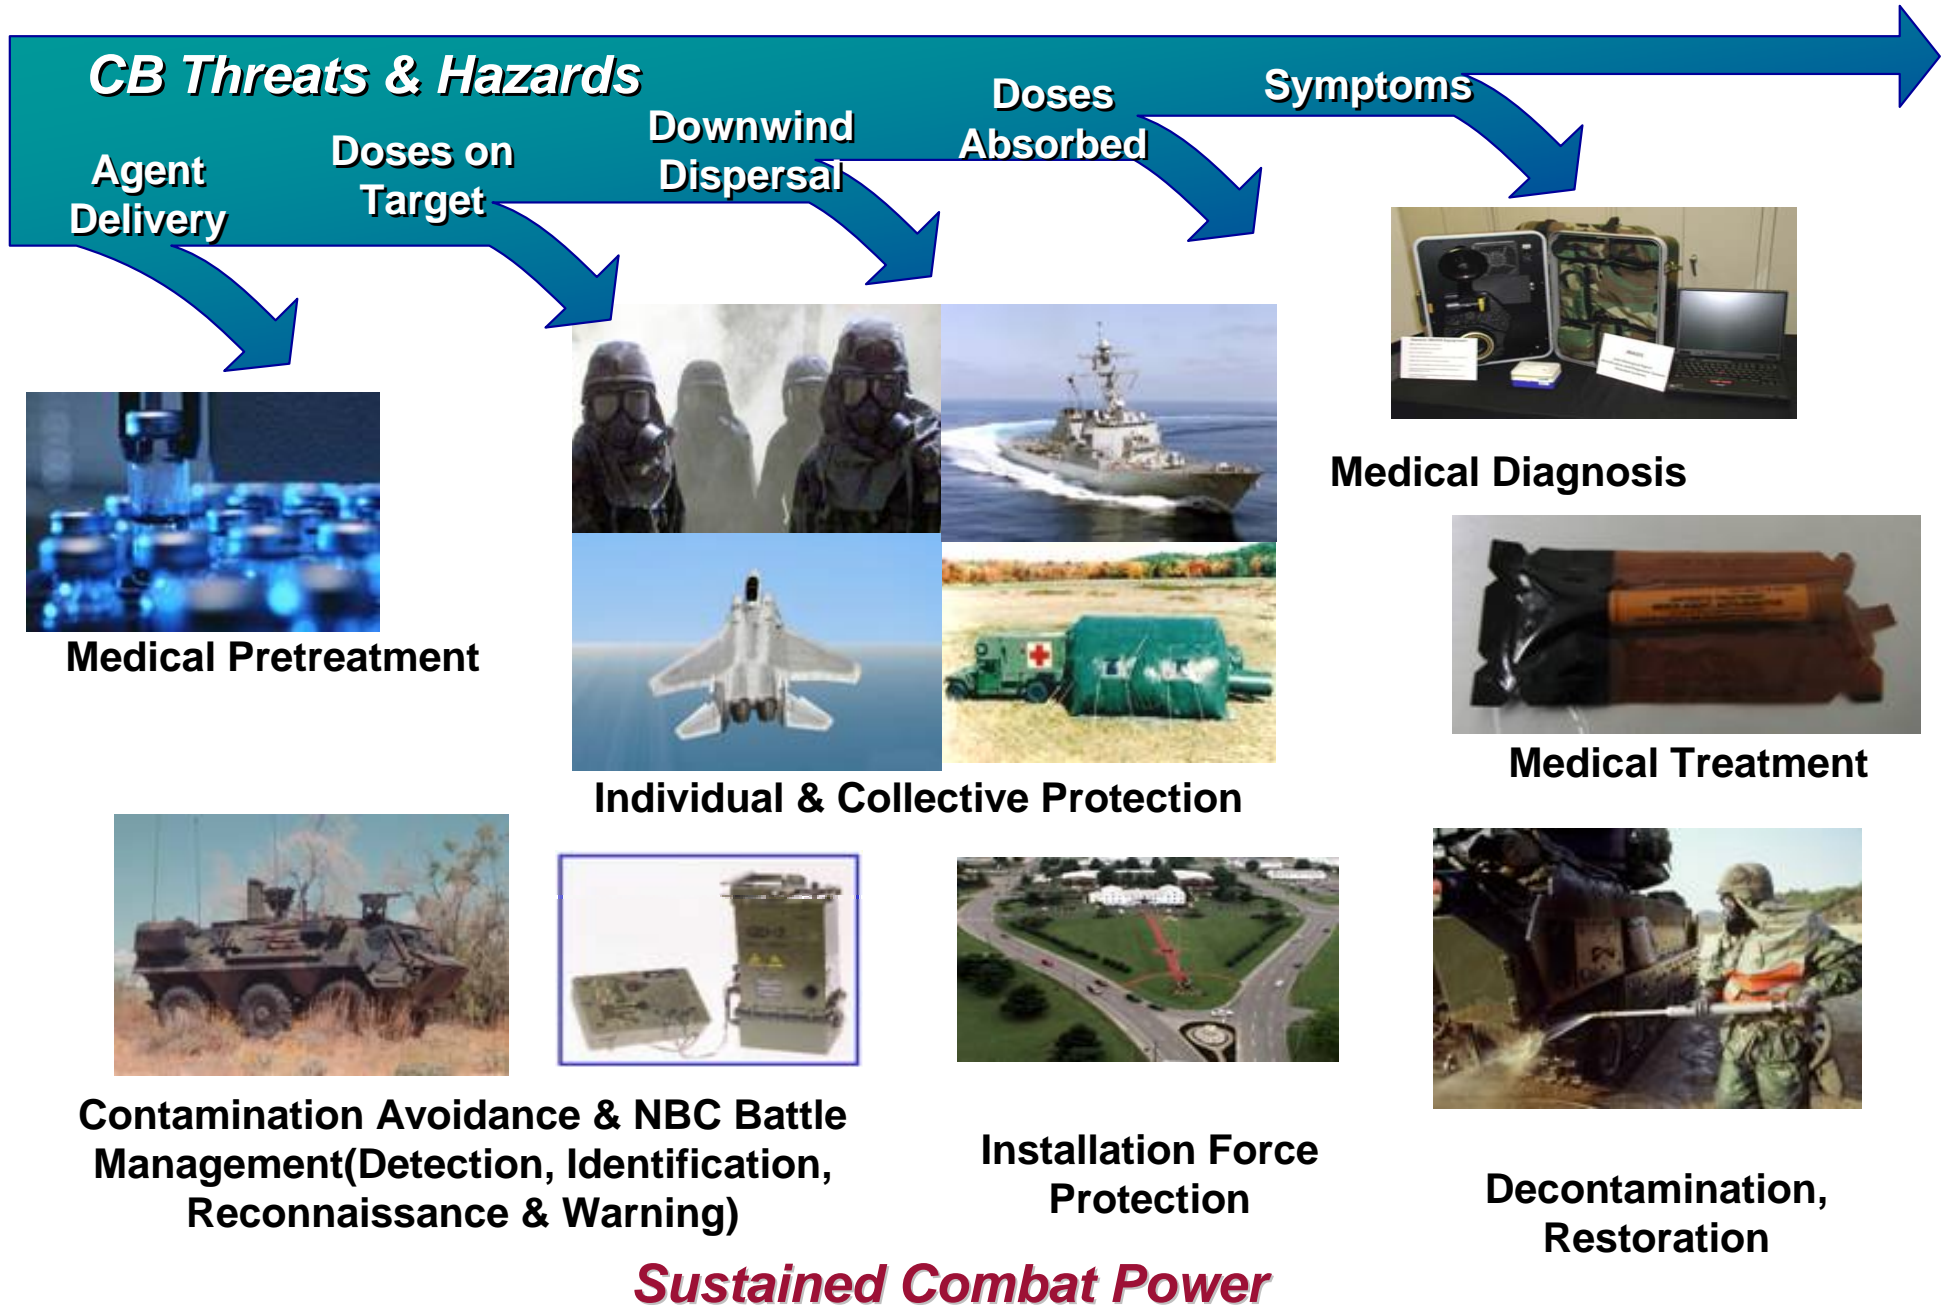 CB Threats & Hazards
Agent
Delivery
Doses on
Target
Downwind
Dispersal
Doses
Absorbed
Symptoms
Medical Pretreatment
Individual & Collective Protection
Medical Diagnosis
Medical Treatment
Contamination Avoidance & NBC Battle
Management(Detection, Identification,
Reconnaissance & Warning)
Installation Force
Protection
Decontamination,
Restoration
Sustained Combat Power